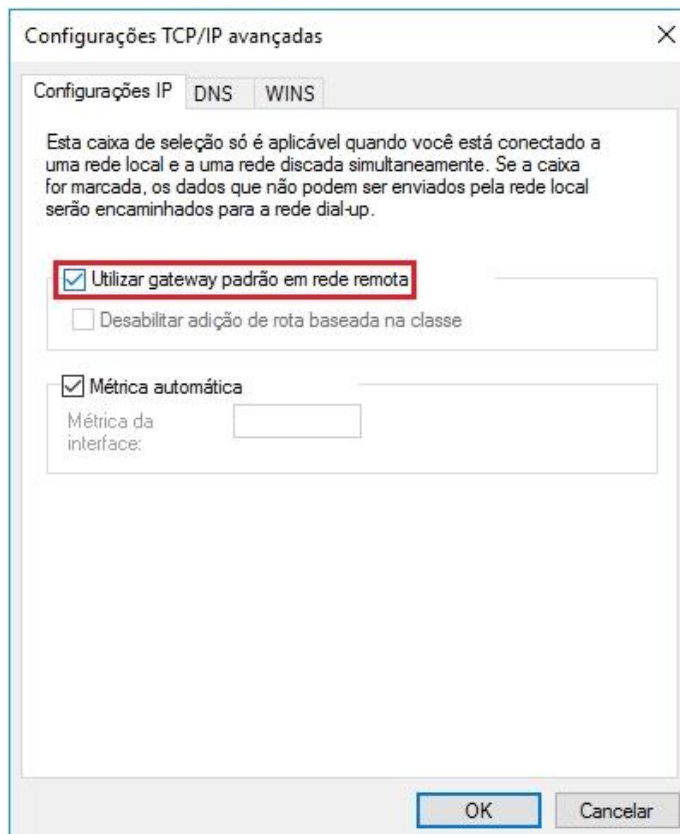 Configurações TCP/IP avançadas
Configurações IP DNS WINS
Esta caixa de seleção só é aplicável quando você está conectado a
uma rede local e a uma rede discada simultaneamente. Se a caixa
for marcada, os dados que não podem ser enviados pela rede local
serão encaminhados para a rede dial-up.
Utilizar gateway padrão em rede remota
Desabilitar adição de rota baseada na classe
Métrica automática
Métrica da
interface:
OK Cancelar